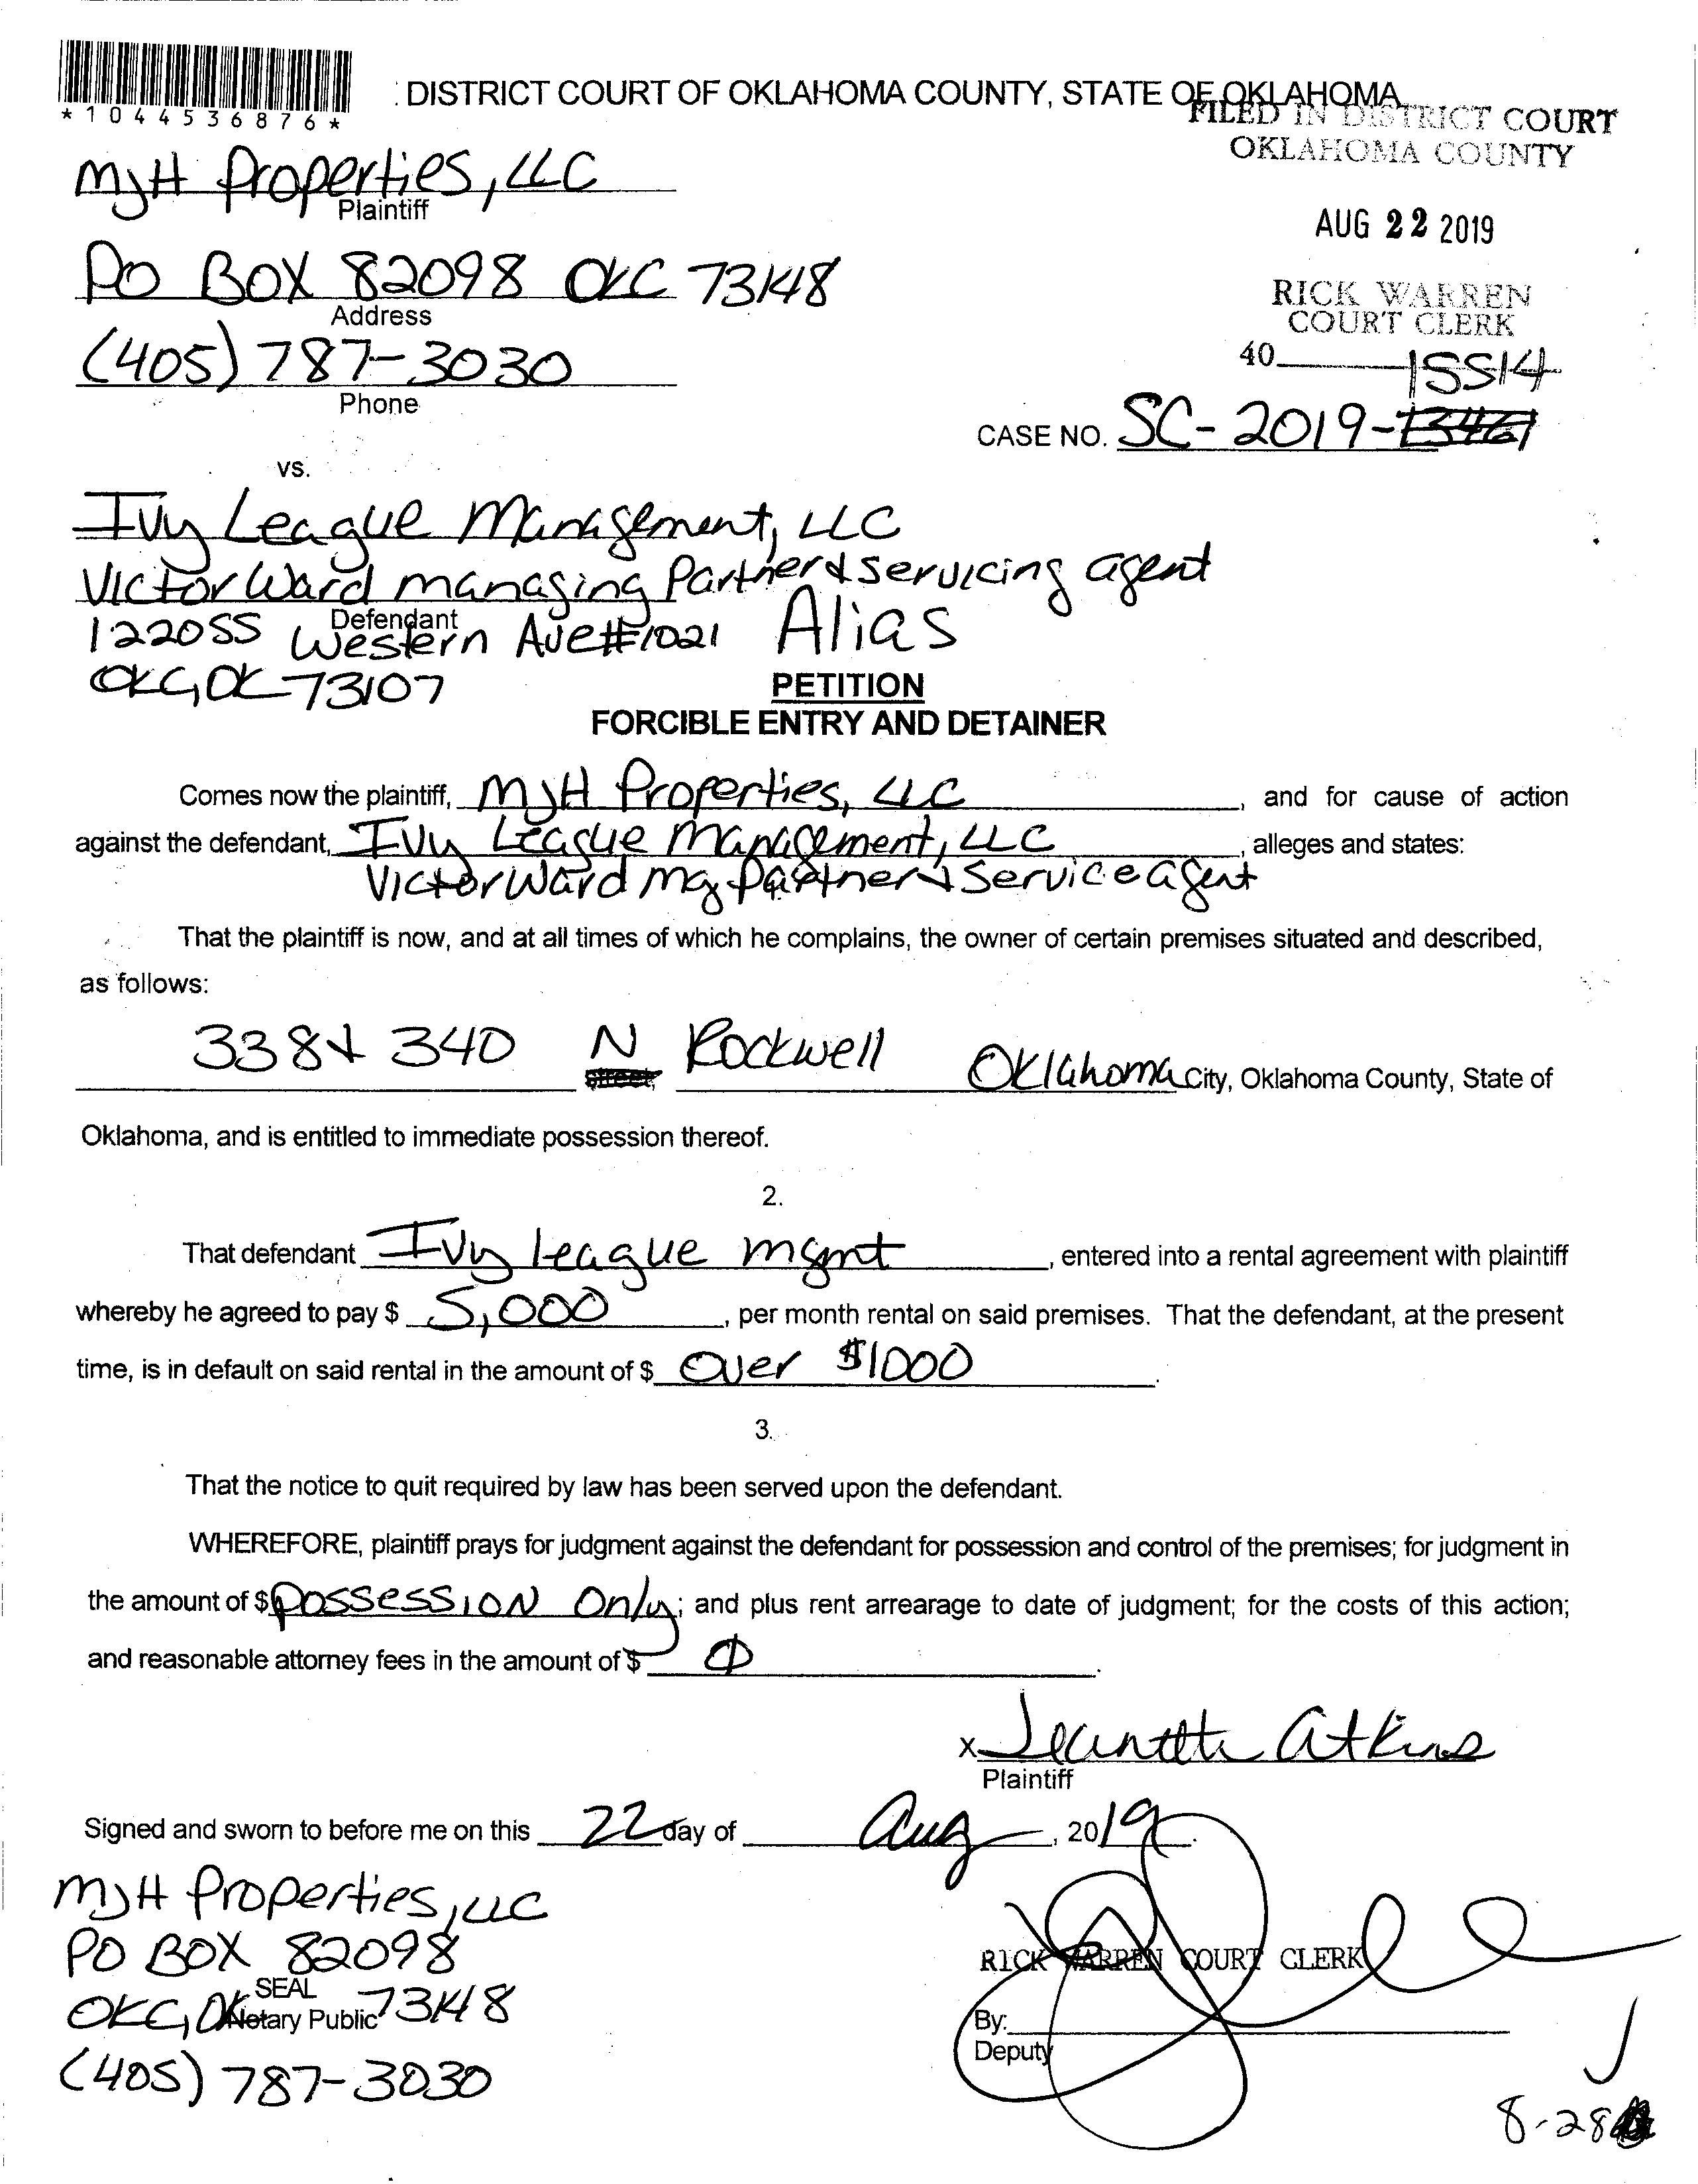 *1044536876*
DISTRICT COURT OF OKLAHOMA COUNTY, STATE OF OKLAHOMA
FILED IN DISTRICT COURT
OKLAHOMA COUNTY
AUG 22 2019
RICK WARREN
COURT CLERK
40
MJH Properties, LLC
Plaintiff
PO BOX 82098 OKC 73148
Address
(405) 787-3030
Phone
15514
CASE NO. SC-2019-
vs.
Ivy League Management, LLC
Victor Ward managing Partner & Servicing agent
Defendant
12205S Western Ave #1021 Alias
OKC, OK 73107
PETITION
FORCIBLE ENTRY AND DETAINER
Comes now the plaintiff, MJH Properties, LLC, and for cause of action
against the defendant, Ivy League Management, LLC, alleges and states:
Victor Ward mg Partner & Service agent
That the plaintiff is now, and at all times of which he complains, the owner of certain premises situated and described,
as follows:
338 & 340 N Rockwell Oklahoma City, Oklahoma County, State of
Oklahoma, and is entitled to immediate possession thereof.
2.
That defendant Ivy League mgmt, entered into a rental agreement with plaintiff
whereby he agreed to pay $ 5,000, per month rental on said premises. That the defendant, at the present
time, is in default on said rental in the amount of $ Over $1000.
3.
That the notice to quit required by law has been served upon the defendant.
WHEREFORE, plaintiff prays for judgment against the defendant for possession and control of the premises; for judgment in
the amount of $ Possession Only; and plus rent arrearage to date of judgment; for the costs of this action;
and reasonable attorney fees in the amount of $ Ф.
x Jeanette Atkins
Plaintiff
Signed and sworn to before me on this 22 day of Aug, 2019.
MJH Properties, LLC
PO BOX 82098
SEAL
OKC, OK 73148
Notary Public
(405) 787-3030
RICK WARREN COURT CLERK
By:
Deputy
8-28